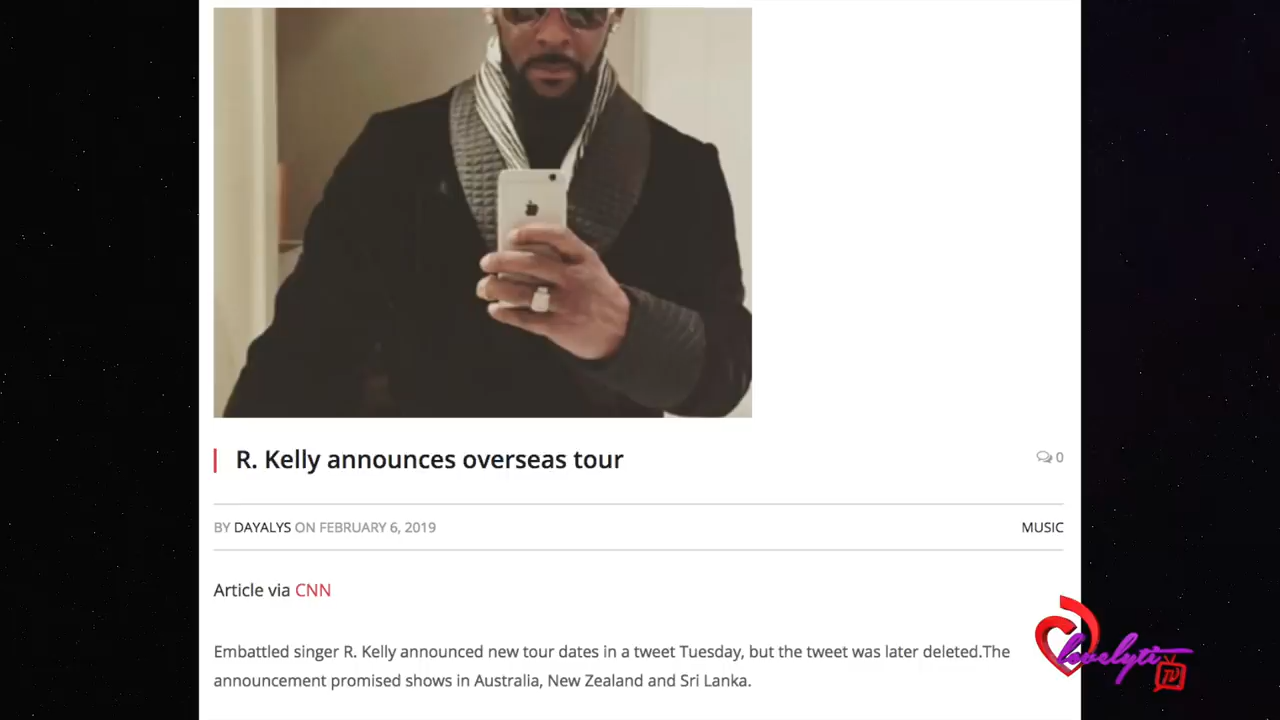 R. Kelly announces overseas tour
0
BY DAYALYS ON FEBRUARY 6, 2019
MUSIC
Article via CNN
Embattled singer R. Kelly announced new tour dates in a tweet Tuesday, but the tweet was later deleted.The
announcement promised shows in Australia, New Zealand and Sri Lanka.
lovelyti
TV